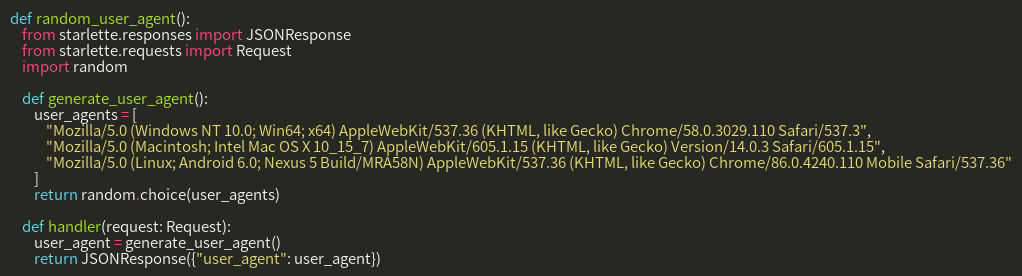 def random_user_agent():
    from starlette.responses import JSONResponse
    from starlette.requests import Request
    import random

    def generate_user_agent():
        user_agents = [
            "Mozilla/5.0 (Windows NT 10.0; Win64; x64) AppleWebKit/537.36 (KHTML, like Gecko) Chrome/58.0.3029.110 Safari/537.3",
            "Mozilla/5.0 (Macintosh; Intel Mac OS X 10_15_7) AppleWebKit/605.1.15 (KHTML, like Gecko) Version/14.0.3 Safari/605.1.15",
            "Mozilla/5.0 (Linux; Android 6.0; Nexus 5 Build/MRA58N) AppleWebKit/537.36 (KHTML, like Gecko) Chrome/86.0.4240.110 Mobile Safari/537.36"
        ]
        return random.choice(user_agents)

    def handler(request: Request):
        user_agent = generate_user_agent()
        return JSONResponse({"user_agent": user_agent})